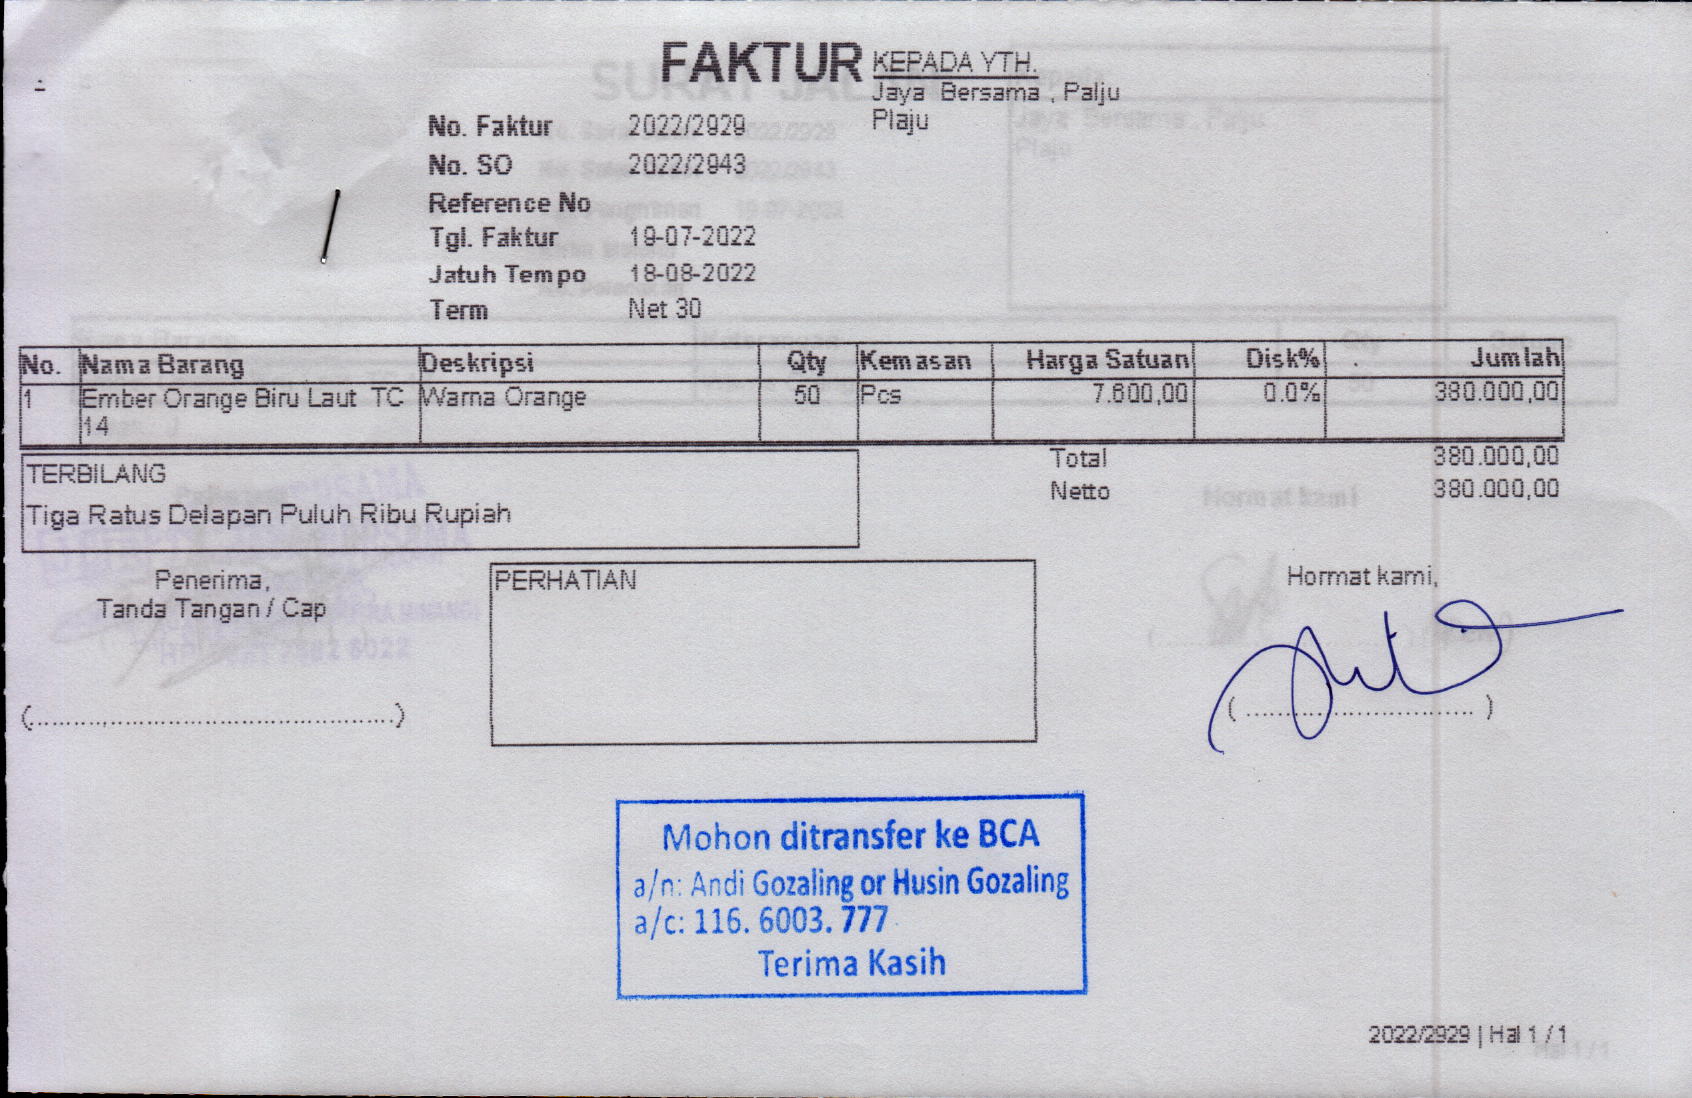 FAKTUR
KEPADA YTH.
Jaya Bersama , Palju
Plaju
No. Faktur 2022/2929
No. SO 2022/2943
Reference No
Tgl. Faktur 19-07-2022
Jatuh Tempo 18-08-2022
Term Net 30
No. Nama Barang Deskripsi Qty Kemasan Harga Satuan Disk% Jumlah
1 Ember Orange Biru Laut TC Warna Orange 50 Pcs 7.600,00 0.0% 380.000,00
14
Total 380.000,00
Netto 380.000,00
TERBILANG
Tiga Ratus Delapan Puluh Ribu Rupiah
Penerima,
Tanda Tangan / Cap
(..............................................)
PERHATIAN
Hormat kami,
( .............................. )
Mohon ditransfer ke BCA
a/n: Andi Gozaling or Husin Gozaling
a/c: 116. 6003. 777
Terima Kasih
2022/2929 | Hal 1 / 1